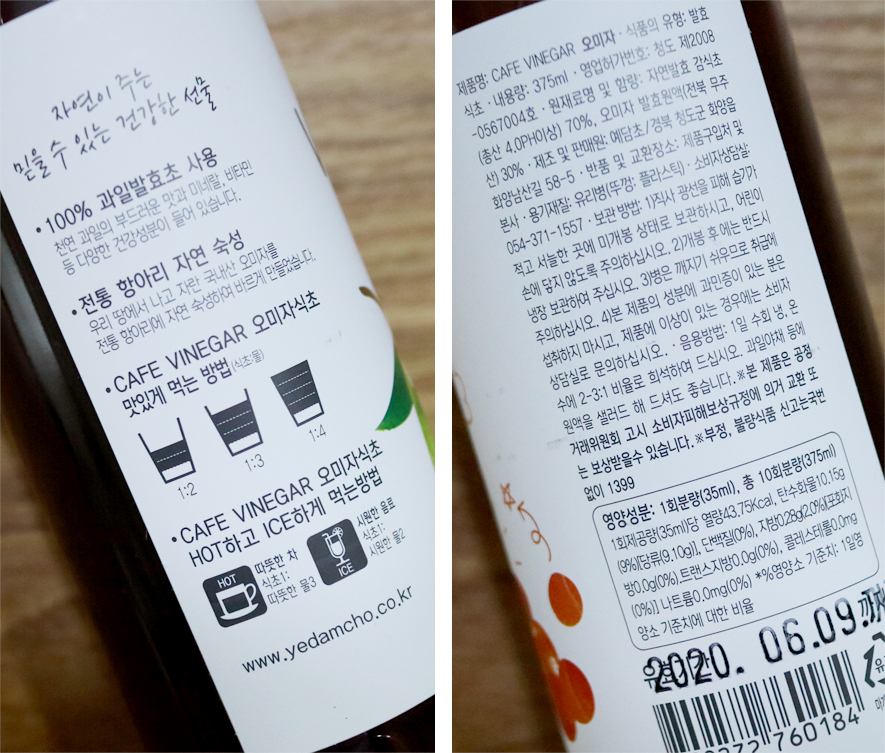 자연이 주는
믿을수 있는 건강한 선물
•100% 과일발효초 사용
천연 과일의 부드러운 맛과 미네랄, 비타민
등 다양한 건강성분이 들어 있습니다.
•전통 항아리 자연 숙성
우리 땅에서 나고 자란 국내산 오미자를
전통 항아리에 자연 숙성하여 바르게 만들었습니다.
•CAFE VINEGAR 오미자식초
맛있게 먹는 방법(식초:물)
1:2 1:3 1:4
•CAFE VINEGAR 오미자식초
HOT하고 ICE하게 먹는방법
HOT
따뜻한 차
식초1:
따뜻한 물3
ICE
시원한 음료
식초1:
시원한 물2
www.yedamcho.co.kr
제품명: CAFE VINEGAR 오미자 · 식품의 유형: 발효
식초 · 내용량: 375ml · 영업허가번호: 청도 제2008
-0567004호 · 원재료명 및 함량: 자연발효 감식초
(총산 4.0PH이상) 70%, 오미자 발효원액(전북 무주
산) 30% · 제조 및 판매원: 예담초/경북 청도군 화양읍
화양남산길 58-5 · 반품 및 교환장소: 제품구입처 및
본사 · 용기재질: 유리병(뚜껑: 플라스틱) · 소비자상담실:
054-371-1557 · 보관 방법: 1)직사 광선을 피해 습기가
적고 서늘한 곳에 미개봉 상태로 보관하시고, 어린이
손에 닿지 않도록 주의하십시오. 2)개봉 후 에는 반드시
냉장 보관하여 주십시오. 3)병은 깨지기 쉬우므로 취급에
주의하십시오. 4)본 제품의 성분에 과민증이 있는 분은
섭취하지 마시고, 제품에 이상이 있는 경우에는 소비자
상담실로 문의하십시오. · 음용방법: 1일 수회 냉, 온
수에 2-3:1 비율로 희석하여 드십시오. 과일야채 등에
원액을 샐러드 해 드셔도 좋습니다. ※본 제품은 공정
거래위원회 고시 소비자피해보상규정에 의거 교환 또
는 보상받을수 있습니다. ※부정, 불량식품 신고는국번
없이 1399
영양성분: 1회분량(35ml), 총 10회분량(375ml)
1회제공량(35ml)당 열량43.75Kcal, 탄수화물10.15g
(9%)[당류(9.10g)], 단백질(0%), 지방0.28g(2.0%)[포화지
방0.0g(0%),트랜스지방0.0g(0%), 콜레스테롤0.0mg
(0%)] 나트륨0.0mg(0%) *%영양소 기준치: 1일영
양소 기준치에 대한 비율
2020. 06.09.까지
760184